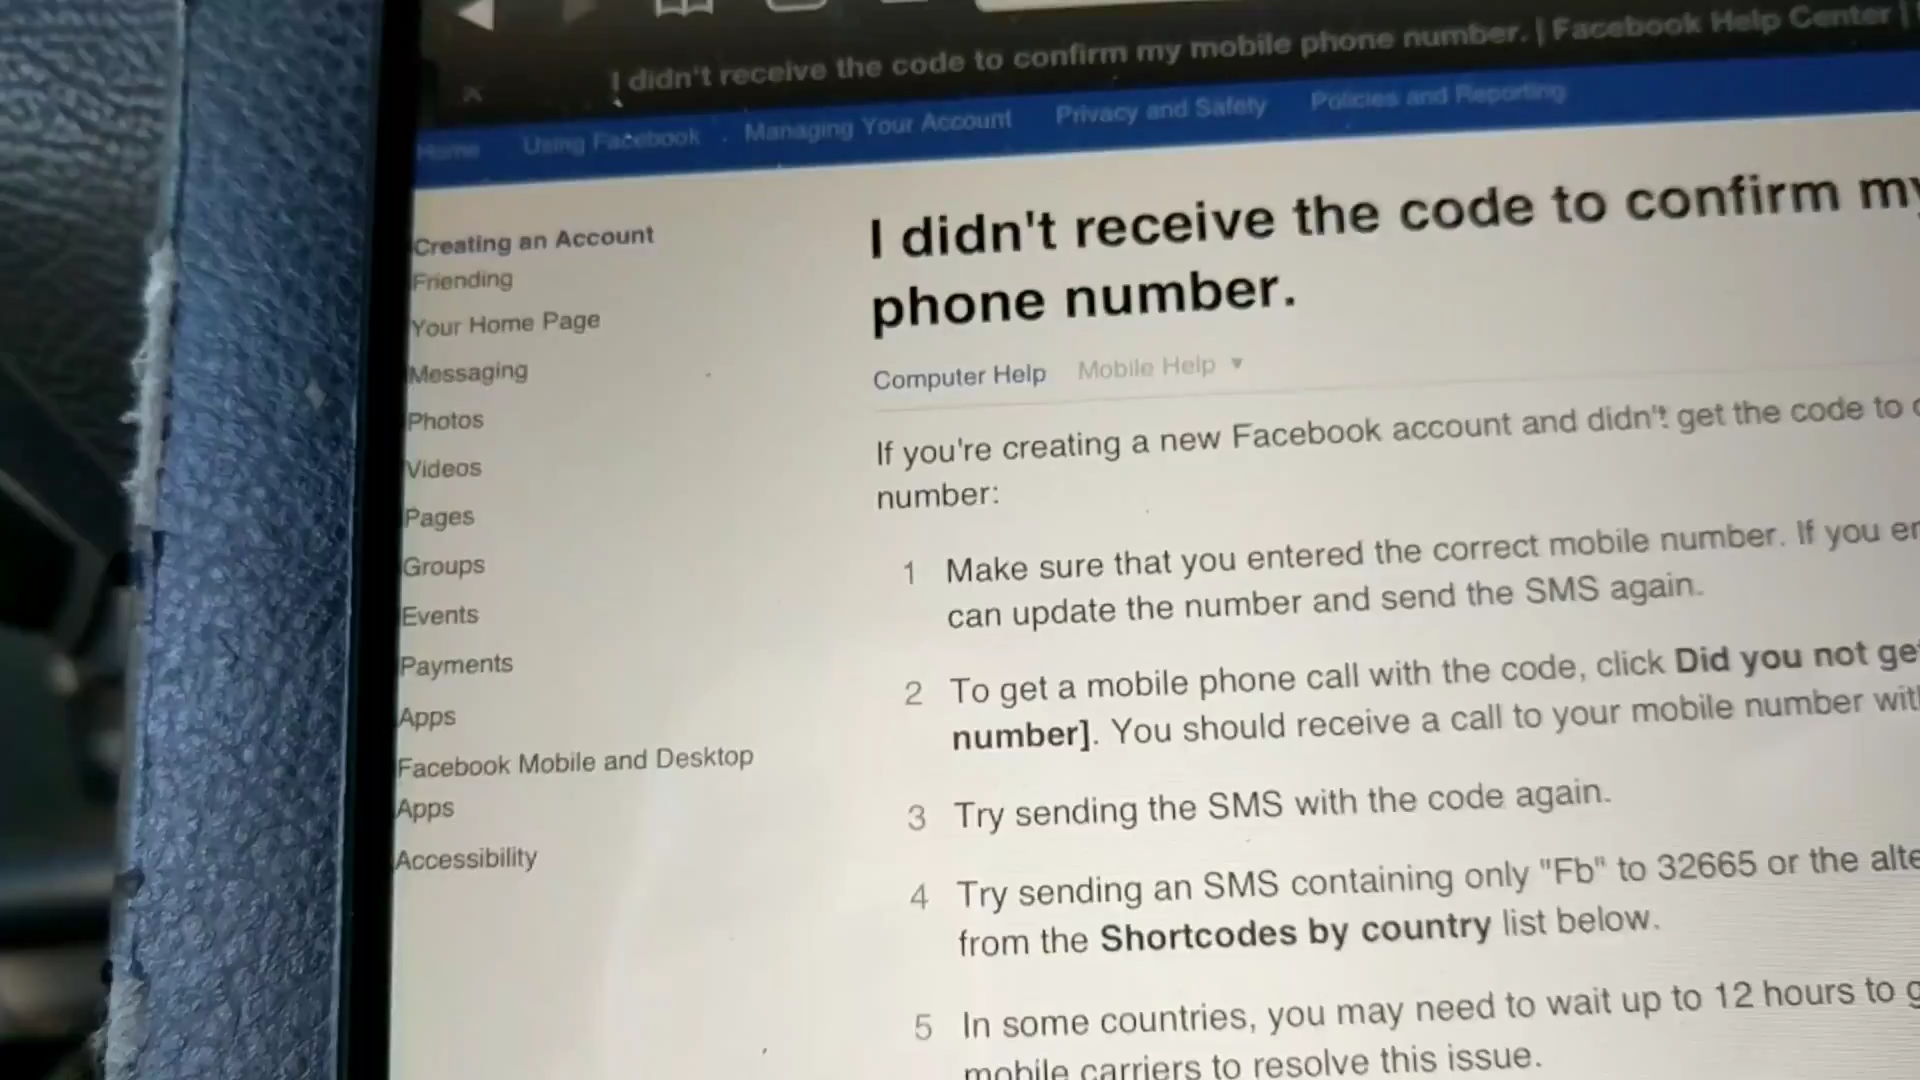 I didn't receive the code to confirm my mobile phone number. | Facebook Help Center |
Home Using Facebook Managing Your Account Privacy and Safety Policies and Reporting
Creating an Account
Friending
Your Home Page
Messaging
Photos
Videos
Pages
Groups
Events
Payments
Apps
Facebook Mobile and Desktop
Apps
Accessibility
I didn't receive the code to confirm my
phone number.
Computer Help Mobile Help
If you're creating a new Facebook account and didn't get the code to
number:
1 Make sure that you entered the correct mobile number. If you
can update the number and send the SMS again.
2 To get a mobile phone call with the code, click Did you not
number]. You should receive a call to your mobile number
3 Try sending the SMS with the code again.
4 Try sending an SMS containing only "Fb" to 32665 or the
from the Shortcodes by country list below.
5 In some countries, you may need to wait up to 12 hours to
mobile carriers to resolve this issue.